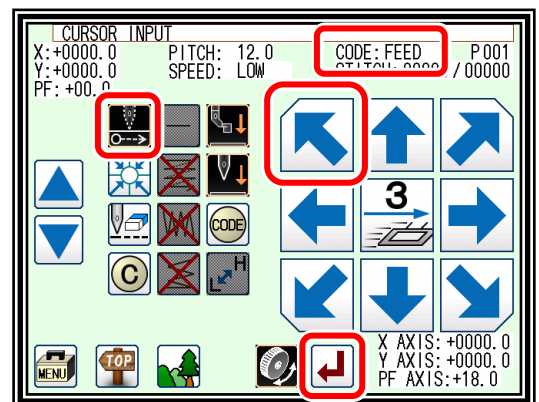 CURSOR INPUT
X:+0000.0 PITCH: 12.0 CODE:FEED P001
Y:+0000.0 SPEED: LOW /00000
PF:+00.0
3
CODE
C
H
L
X AXIS:+0000.0
Y AXIS:+0000.0
PF AXIS:+18.0
MENU
TOP